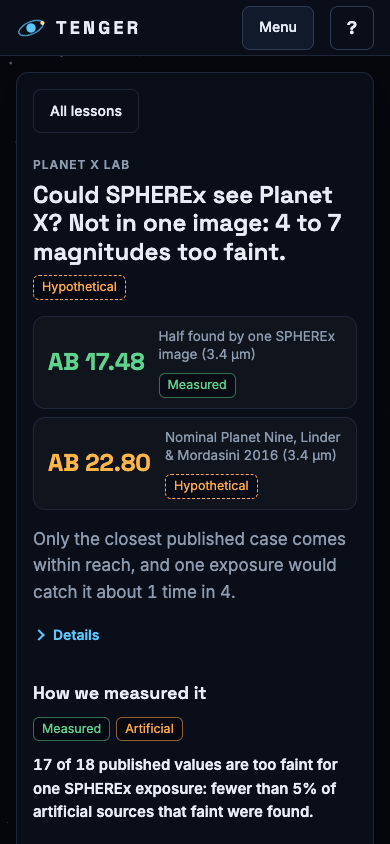 TENGER
Menu
?
All lessons
PLANET X LAB
Could SPHEREx see Planet
X? Not in one image: 4 to 7
magnitudes too faint.
Hypothetical
AB 17.48
Half found by one SPHEREx
image (3.4 μm)
Measured
AB 22.80
Nominal Planet Nine, Linder
& Mordasini 2016 (3.4 μm)
Hypothetical
Only the closest published case comes
within reach, and one exposure would
catch it about 1 time in 4.
Details
How we measured it
Measured
Artificial
17 of 18 published values are too faint for
one SPHEREx exposure: fewer than 5% of
artificial sources that faint were found.